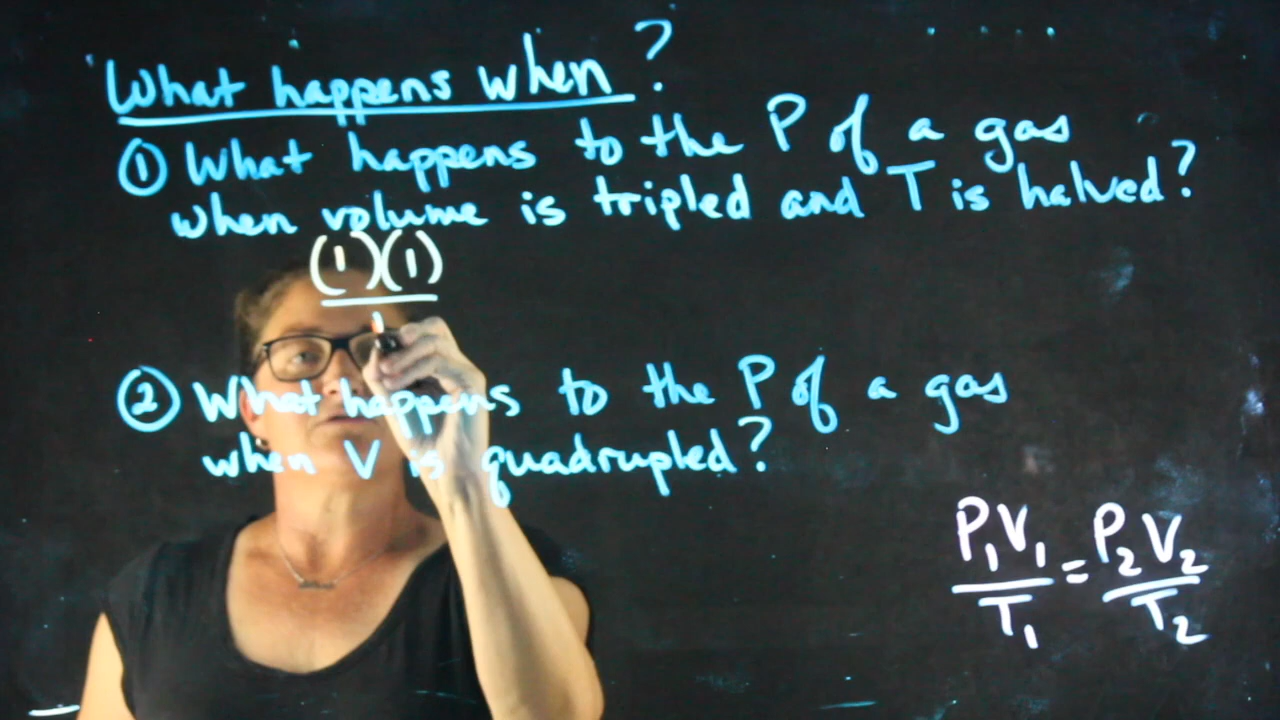 What happens when?
① What happens to the P of a gas
when volume is tripled and T is halved?
(1)(1)
1
② What happens to the P of a gas
when V is quadrupled?
P₁V₁ = P₂V₂
T₁ T₂